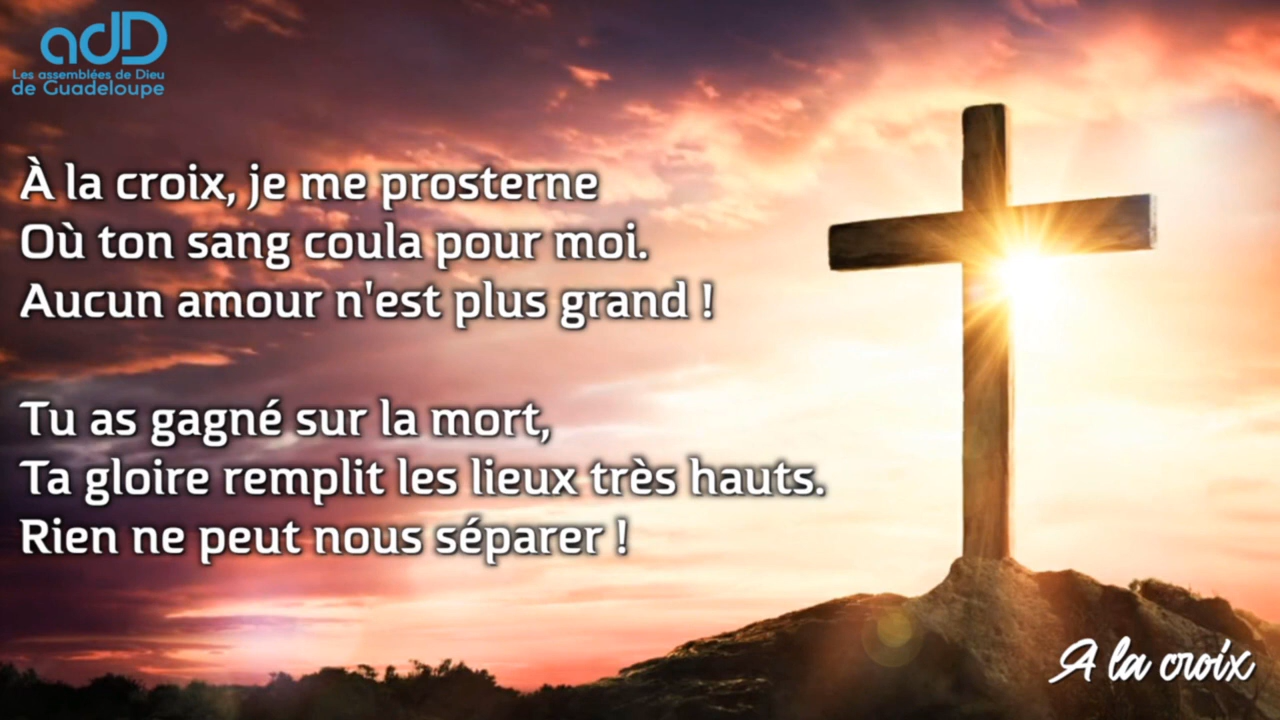 adD
Les assemblées de Dieu
de Guadeloupe
À la croix, je me prosterne
Où ton sang coula pour moi.
Aucun amour n'est plus grand !
Tu as gagné sur la mort,
Ta gloire remplit les lieux très hauts.
Rien ne peut nous séparer !
A la croix